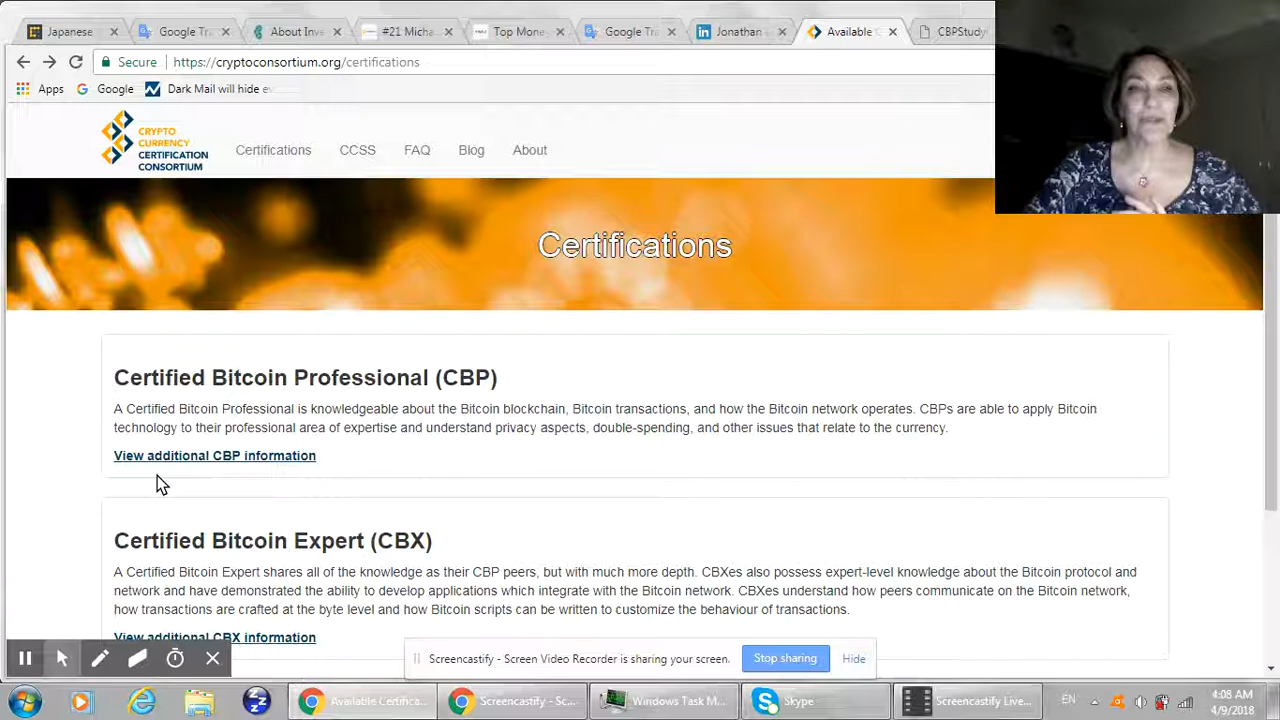 Japanese
Google Tra
About Inve
#21 Micha
Top Mone
Google Tra
Jonathan
Available
CBPStudy
Secure
https://cryptoconsortium.org/certifications
Apps
Google
Dark Mail will hide ev
CRYPTO
CURRENCY
CERTIFICATION
CONSORTIUM
Certifications
CCSS
FAQ
Blog
About
Certifications
Certified Bitcoin Professional (CBP)
A Certified Bitcoin Professional is knowledgeable about the Bitcoin blockchain, Bitcoin transactions, and how the Bitcoin network operates. CBPs are able to apply Bitcoin
technology to their professional area of expertise and understand privacy aspects, double-spending, and other issues that relate to the currency.
View additional CBP information
Certified Bitcoin Expert (CBX)
A Certified Bitcoin Expert shares all of the knowledge as their CBP peers, but with much more depth. CBXes also possess expert-level knowledge about the Bitcoin protocol and
network and have demonstrated the ability to develop applications which integrate with the Bitcoin network. CBXes understand how peers communicate on the Bitcoin network,
how transactions are crafted at the byte level and how Bitcoin scripts can be written to customize the behaviour of transactions.
View additional CBX information
Screencastify - Screen Video Recorder is sharing your screen.
Stop sharing
Hide
Available Certifica...
Screencastify - Sc...
Windows Task M...
Skype
Screencastify Live...
EN
4:08 AM
4/9/2018